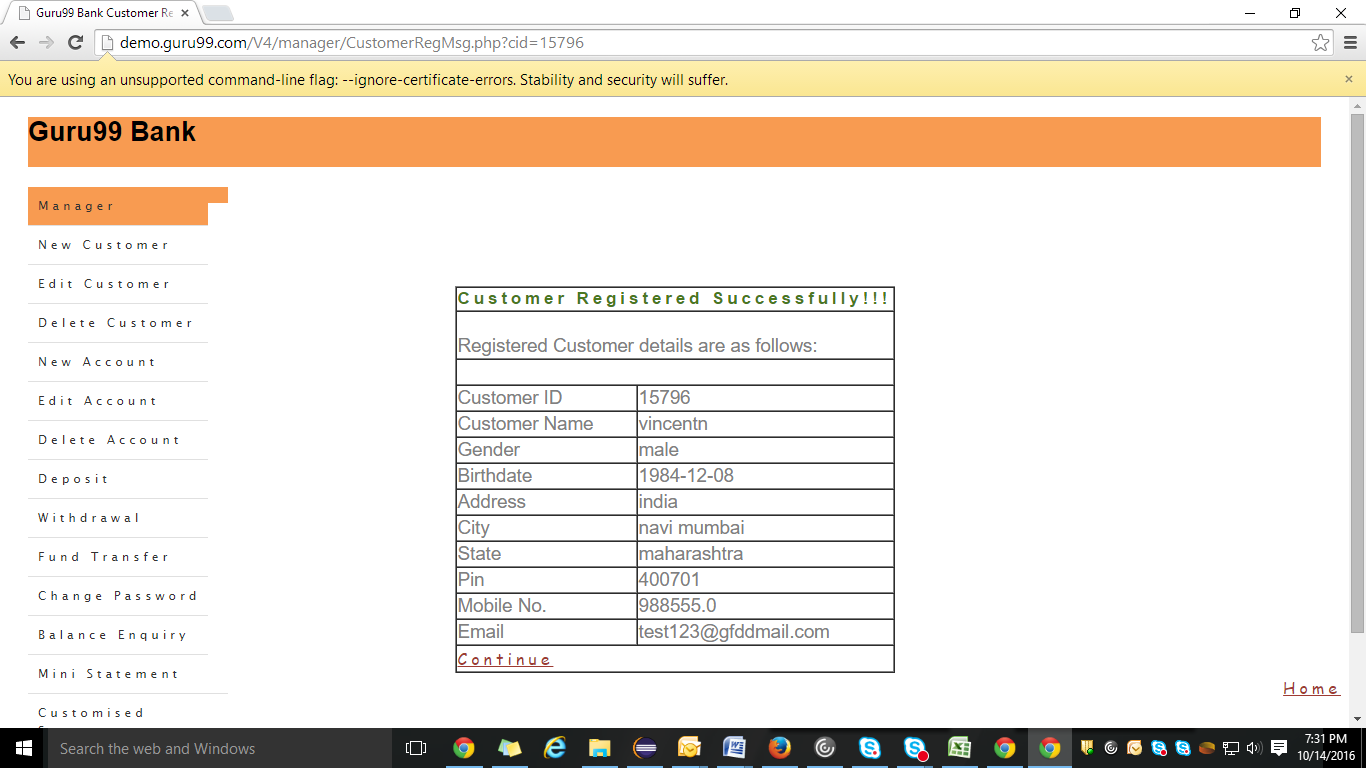 Guru99 Bank Customer Re
demo.guru99.com/V4/manager/CustomerRegMsg.php?cid=15796
You are using an unsupported command-line flag: --ignore-certificate-errors. Stability and security will suffer.
Guru99 Bank
Manager
New Customer
Edit Customer
Delete Customer
New Account
Edit Account
Delete Account
Deposit
Withdrawal
Fund Transfer
Change Password
Balance Enquiry
Mini Statement
Customised
Customer Registered Successfully!!!
Registered Customer details are as follows:
Customer ID 15796
Customer Name vincentn
Gender male
Birthdate 1984-12-08
Address india
City navi mumbai
State maharashtra
Pin 400701
Mobile No. 988555.0
Email test123@gfddmail.com
Continue
Home
Search the web and Windows
7:31 PM
10/14/2016